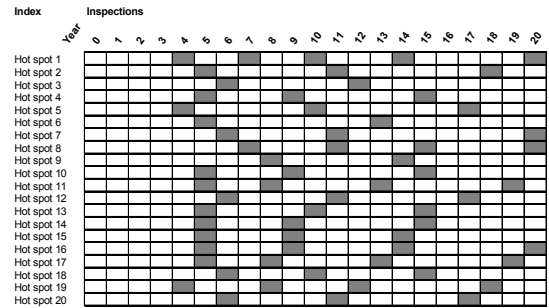 Index Inspections
Year 0 1 2 3 4 5 6 7 8 9 10 11 12 13 14 15 16 17 18 19 20
Hot spot 1
Hot spot 2
Hot spot 3
Hot spot 4
Hot spot 5
Hot spot 6
Hot spot 7
Hot spot 8
Hot spot 9
Hot spot 10
Hot spot 11
Hot spot 12
Hot spot 13
Hot spot 14
Hot spot 15
Hot spot 16
Hot spot 17
Hot spot 18
Hot spot 19
Hot spot 20